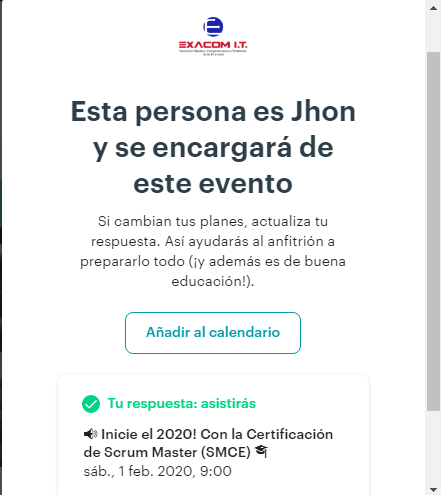 EXACOM I.T.
Esta persona es Jhon
y se encargará de
este evento
Si cambian tus planes, actualiza tu
respuesta. Así ayudarás al anfitrión a
prepararlo todo (¡y además es de buena
educación!).
Añadir al calendario
Tu respuesta: asistirás
Inicie el 2020! Con la Certificación
de Scrum Master (SMCE)
sáb., 1 feb. 2020, 9:00